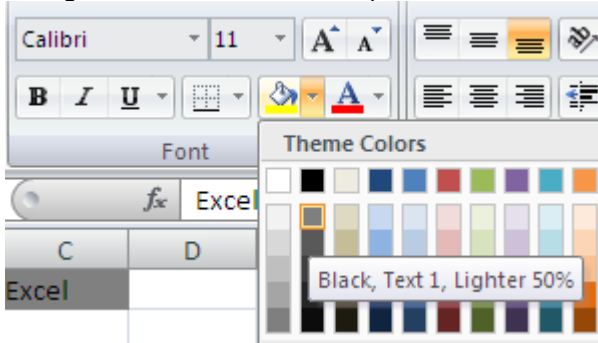 Calibri 11 A A
B I U A
Font
Theme Colors
fx Excel
C D
Black, Text 1, Lighter 50%
Excel